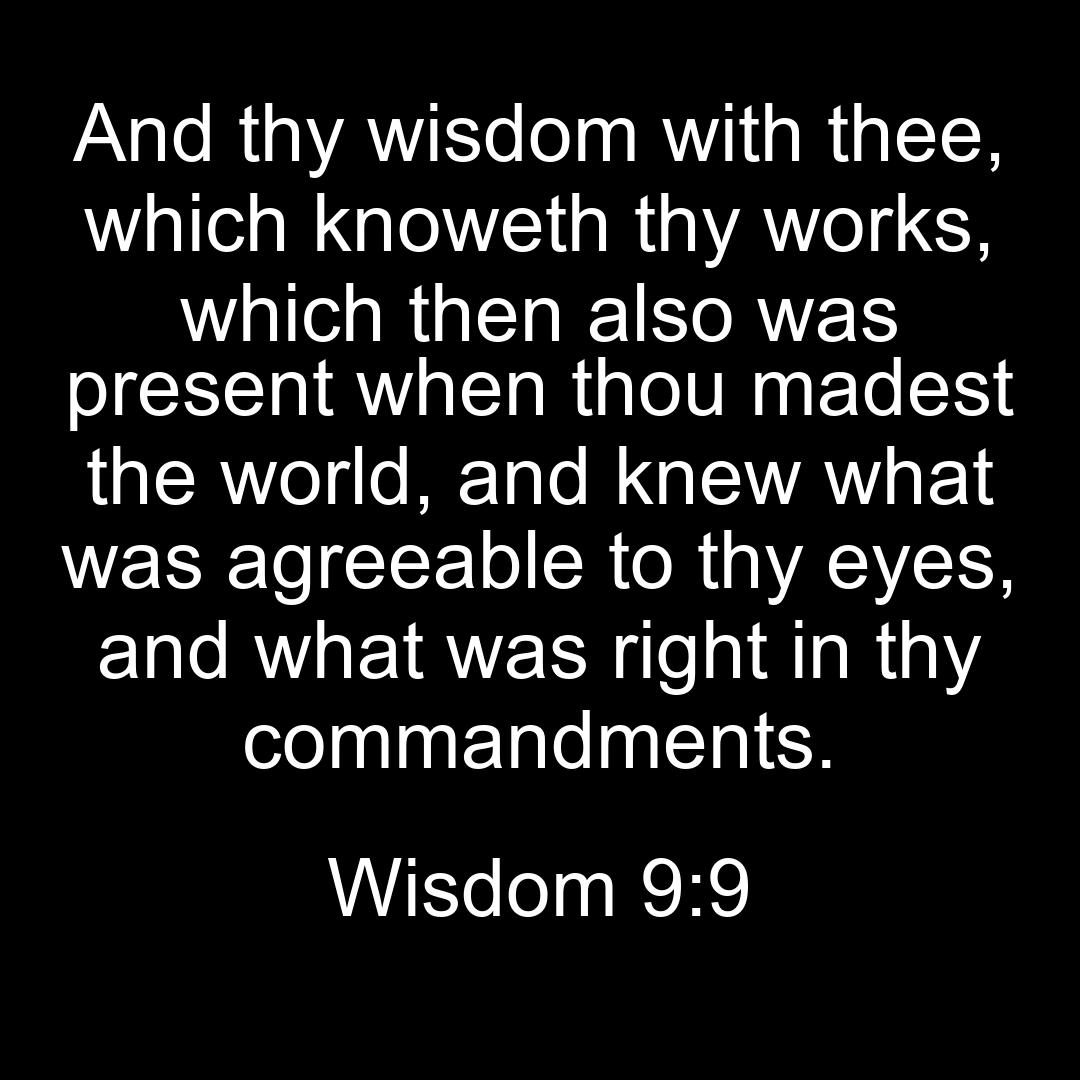 And thy wisdom with thee,
which knoweth thy works,
which then also was
present when thou madest
the world, and knew what
was agreeable to thy eyes,
and what was right in thy
commandments.
Wisdom 9:9